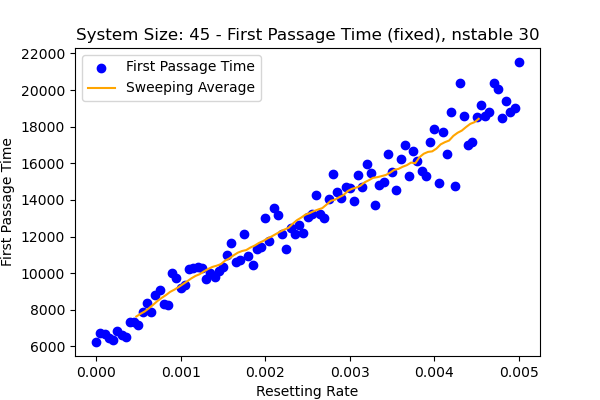 System Size: 45 - First Passage Time (fixed), nstable 30
First Passage Time
Sweeping Average
First Passage Time
22000
20000
18000
16000
14000
12000
10000
8000
6000
0.000 0.001 0.002 0.003 0.004 0.005
Resetting Rate